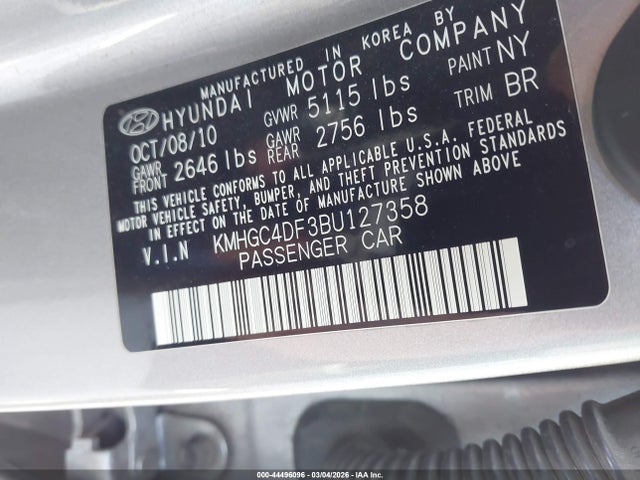 MANUFACTURED IN KOREA BY
HYUNDAI MOTOR COMPANY
OCT/08/10 GVWR 5115 lbs PAINT NY
GAWR FRONT 2646 lbs GAWR REAR 2756 lbs TRIM BR
THIS VEHICLE CONFORMS TO ALL APPLICABLE U.S.A. FEDERAL
MOTOR VEHICLE SAFETY, BUMPER, AND THEFT PREVENTION STANDARDS
IN EFFECT ON THE DATE OF MANUFACTURE SHOWN ABOVE
V.I.N KMHGC4DF3BU127358
PASSENGER CAR
000-44496096 - 03/04/2026 - IAA Inc.